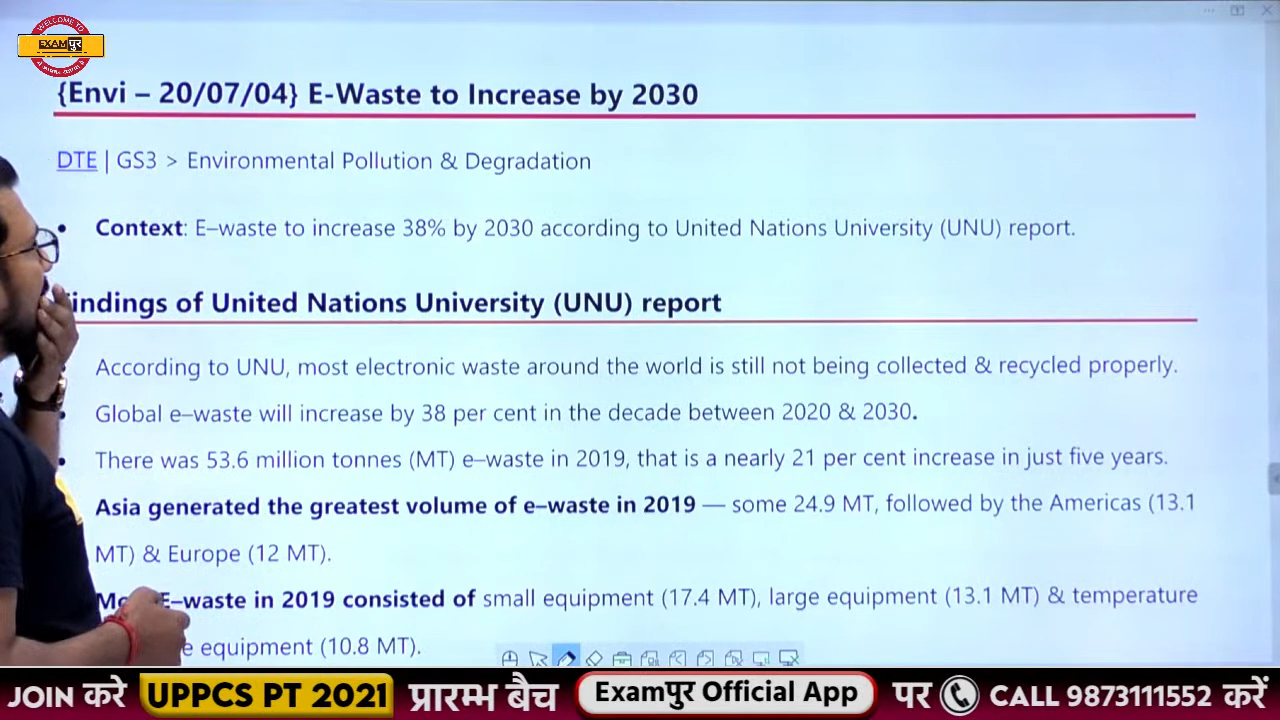 WELCOME TO
EXAMपुर
{Envi – 20/07/04} E-Waste to Increase by 2030
DTE | GS3 > Environmental Pollution & Degradation
• Context: E–waste to increase 38% by 2030 according to United Nations University (UNU) report.
indings of United Nations University (UNU) report
According to UNU, most electronic waste around the world is still not being collected & recycled properly.
• Global e–waste will increase by 38 per cent in the decade between 2020 & 2030.
• There was 53.6 million tonnes (MT) e–waste in 2019, that is a nearly 21 per cent increase in just five years.
Asia generated the greatest volume of e–waste in 2019 — some 24.9 MT, followed by the Americas (13.1
MT) & Europe (12 MT).
E–waste in 2019 consisted of small equipment (17.4 MT), large equipment (13.1 MT) & temperature
e equipment (10.8 MT).
JOIN करे UPPCS PT 2021 प्रारम्भ बैच Examपुर Official App पर CALL 9873111552 करें